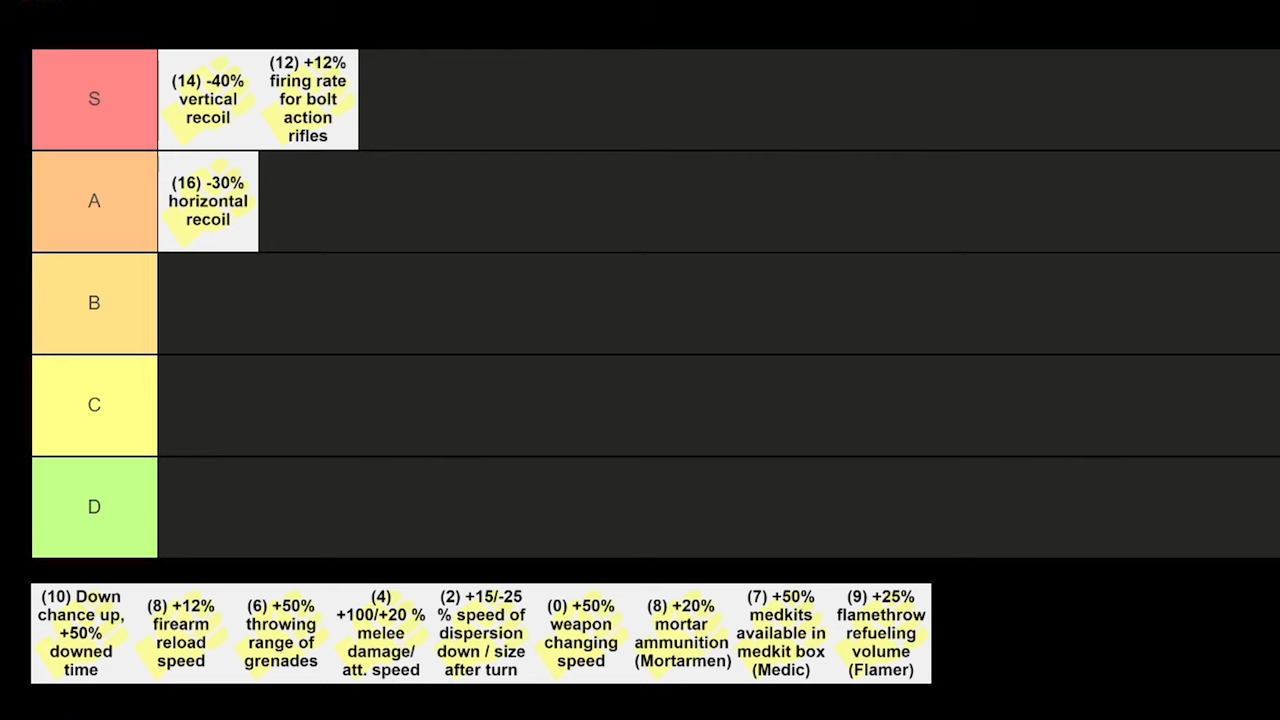 S
(14) -40%
vertical
recoil
(12) +12%
firing rate
for bolt
action
rifles
A
(16) -30%
horizontal
recoil
B
C
D
(10) Down
chance up,
+50%
downed
time
(8) +12%
firearm
reload
speed
(6) +50%
throwing
range of
grenades
(4)
+100/+20 %
melee
damage/
att. speed
(2) +15/-25
% speed of
dispersion
down / size
after turn
(0) +50%
weapon
changing
speed
(8) +20%
mortar
ammunition
(Mortarmen)
(7) +50%
medkits
available in
medkit box
(Medic)
(9) +25%
flamethrow
refueling
volume
(Flamer)